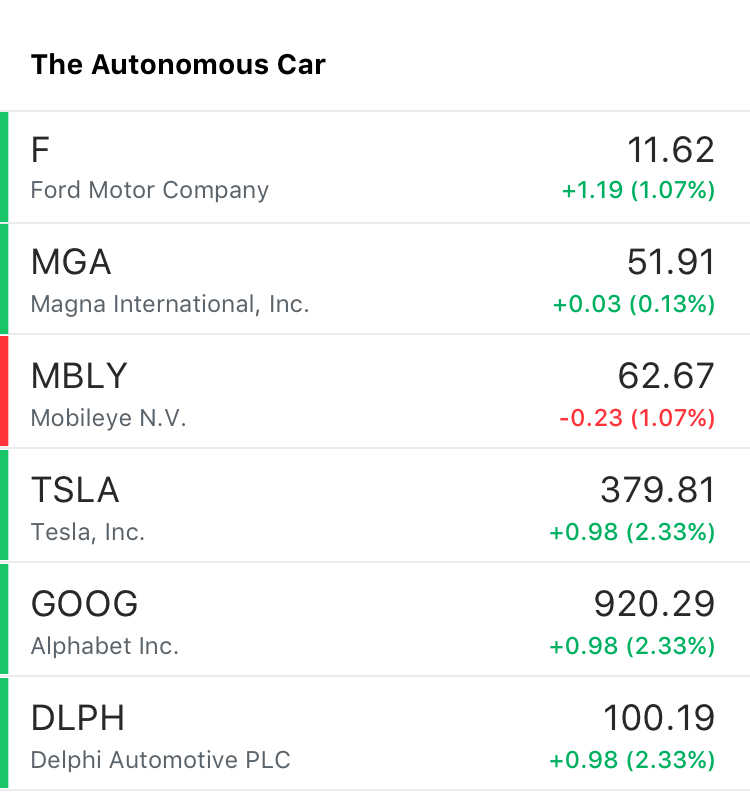 The Autonomous Car
F 11.62
Ford Motor Company +1.19 (1.07%)
MGA 51.91
Magna International, Inc. +0.03 (0.13%)
MBLY 62.67
Mobileye N.V. -0.23 (1.07%)
TSLA 379.81
Tesla, Inc. +0.98 (2.33%)
GOOG 920.29
Alphabet Inc. +0.98 (2.33%)
DLPH 100.19
Delphi Automotive PLC +0.98 (2.33%)